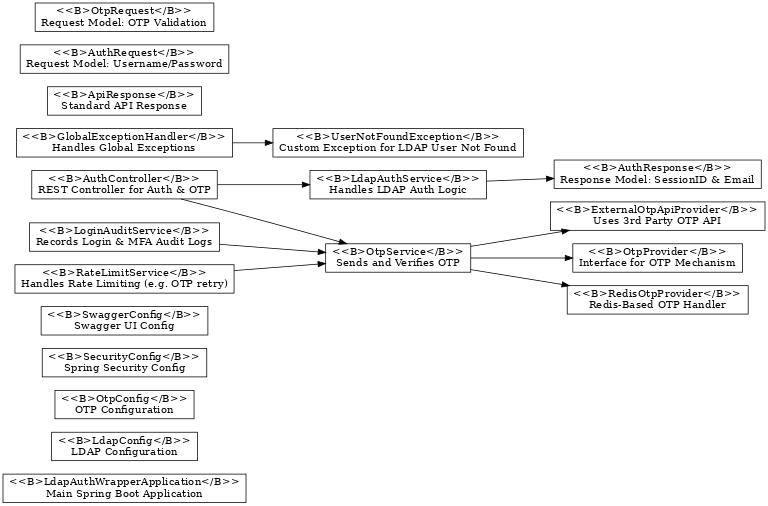 <<B>OtpRequest</B>>
Request Model: OTP Validation
<<B>AuthRequest</B>>
Request Model: Username/Password
<<B>ApiResponse</B>>
Standard API Response
<<B>GlobalExceptionHandler</B>>
Handles Global Exceptions
<<B>UserNotFoundException</B>>
Custom Exception for LDAP User Not Found
<<B>AuthController</B>>
REST Controller for Auth & OTP
<<B>LdapAuthService</B>>
Handles LDAP Auth Logic
<<B>AuthResponse</B>>
Response Model: SessionID & Email
<<B>ExternalOtpApiProvider</B>>
Uses 3rd Party OTP API
<<B>LoginAuditService</B>>
Records Login & MFA Audit Logs
<<B>OtpService</B>>
Sends and Verifies OTP
<<B>OtpProvider</B>>
Interface for OTP Mechanism
<<B>RateLimitService</B>>
Handles Rate Limiting (e.g. OTP retry)
<<B>RedisOtpProvider</B>>
Redis-Based OTP Handler
<<B>SwaggerConfig</B>>
Swagger UI Config
<<B>SecurityConfig</B>>
Spring Security Config
<<B>OtpConfig</B>>
OTP Configuration
<<B>LdapConfig</B>>
LDAP Configuration
<<B>LdapAuthWrapperApplication</B>>
Main Spring Boot Application